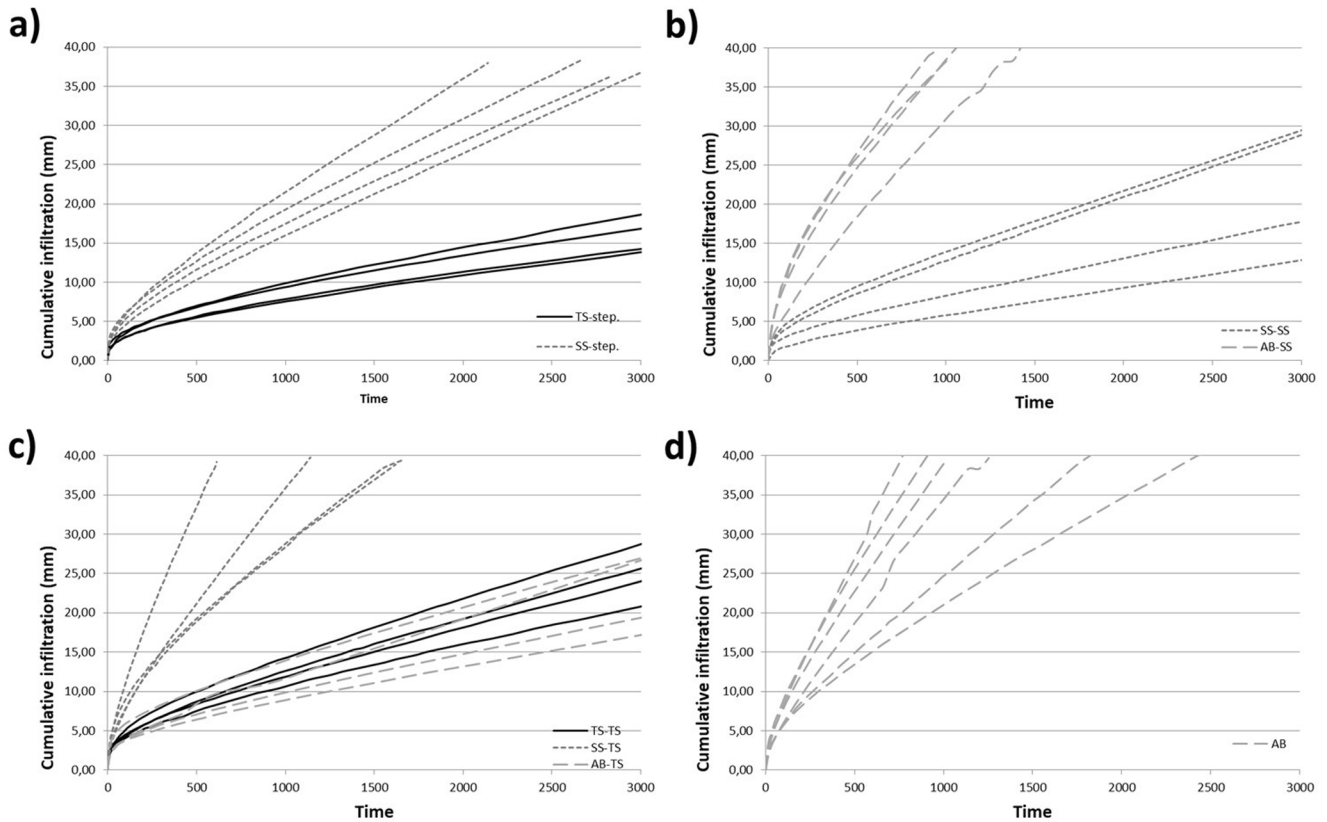 a)
40,00
35,00
30,00
25,00
20,00
15,00
10,00
5,00
0,00
Cumulative infiltration (mm)
0 500 1000 1500 2000 2500 3000
Time
TS-step.
SS-step.
b)
40,00
35,00
30,00
25,00
20,00
15,00
10,00
5,00
0,00
Cumulative infiltration (mm)
0 500 1000 1500 2000 2500 3000
Time
SS-SS
AB-SS
c)
40,00
35,00
30,00
25,00
20,00
15,00
10,00
5,00
0,00
Cumulative infiltration (mm)
0 500 1000 1500 2000 2500 3000
Time
TS-TS
SS-TS
AB-TS
d)
40,00
35,00
30,00
25,00
20,00
15,00
10,00
5,00
0,00
Cumulative infiltration (mm)
0 500 1000 1500 2000 2500 3000
Time
AB